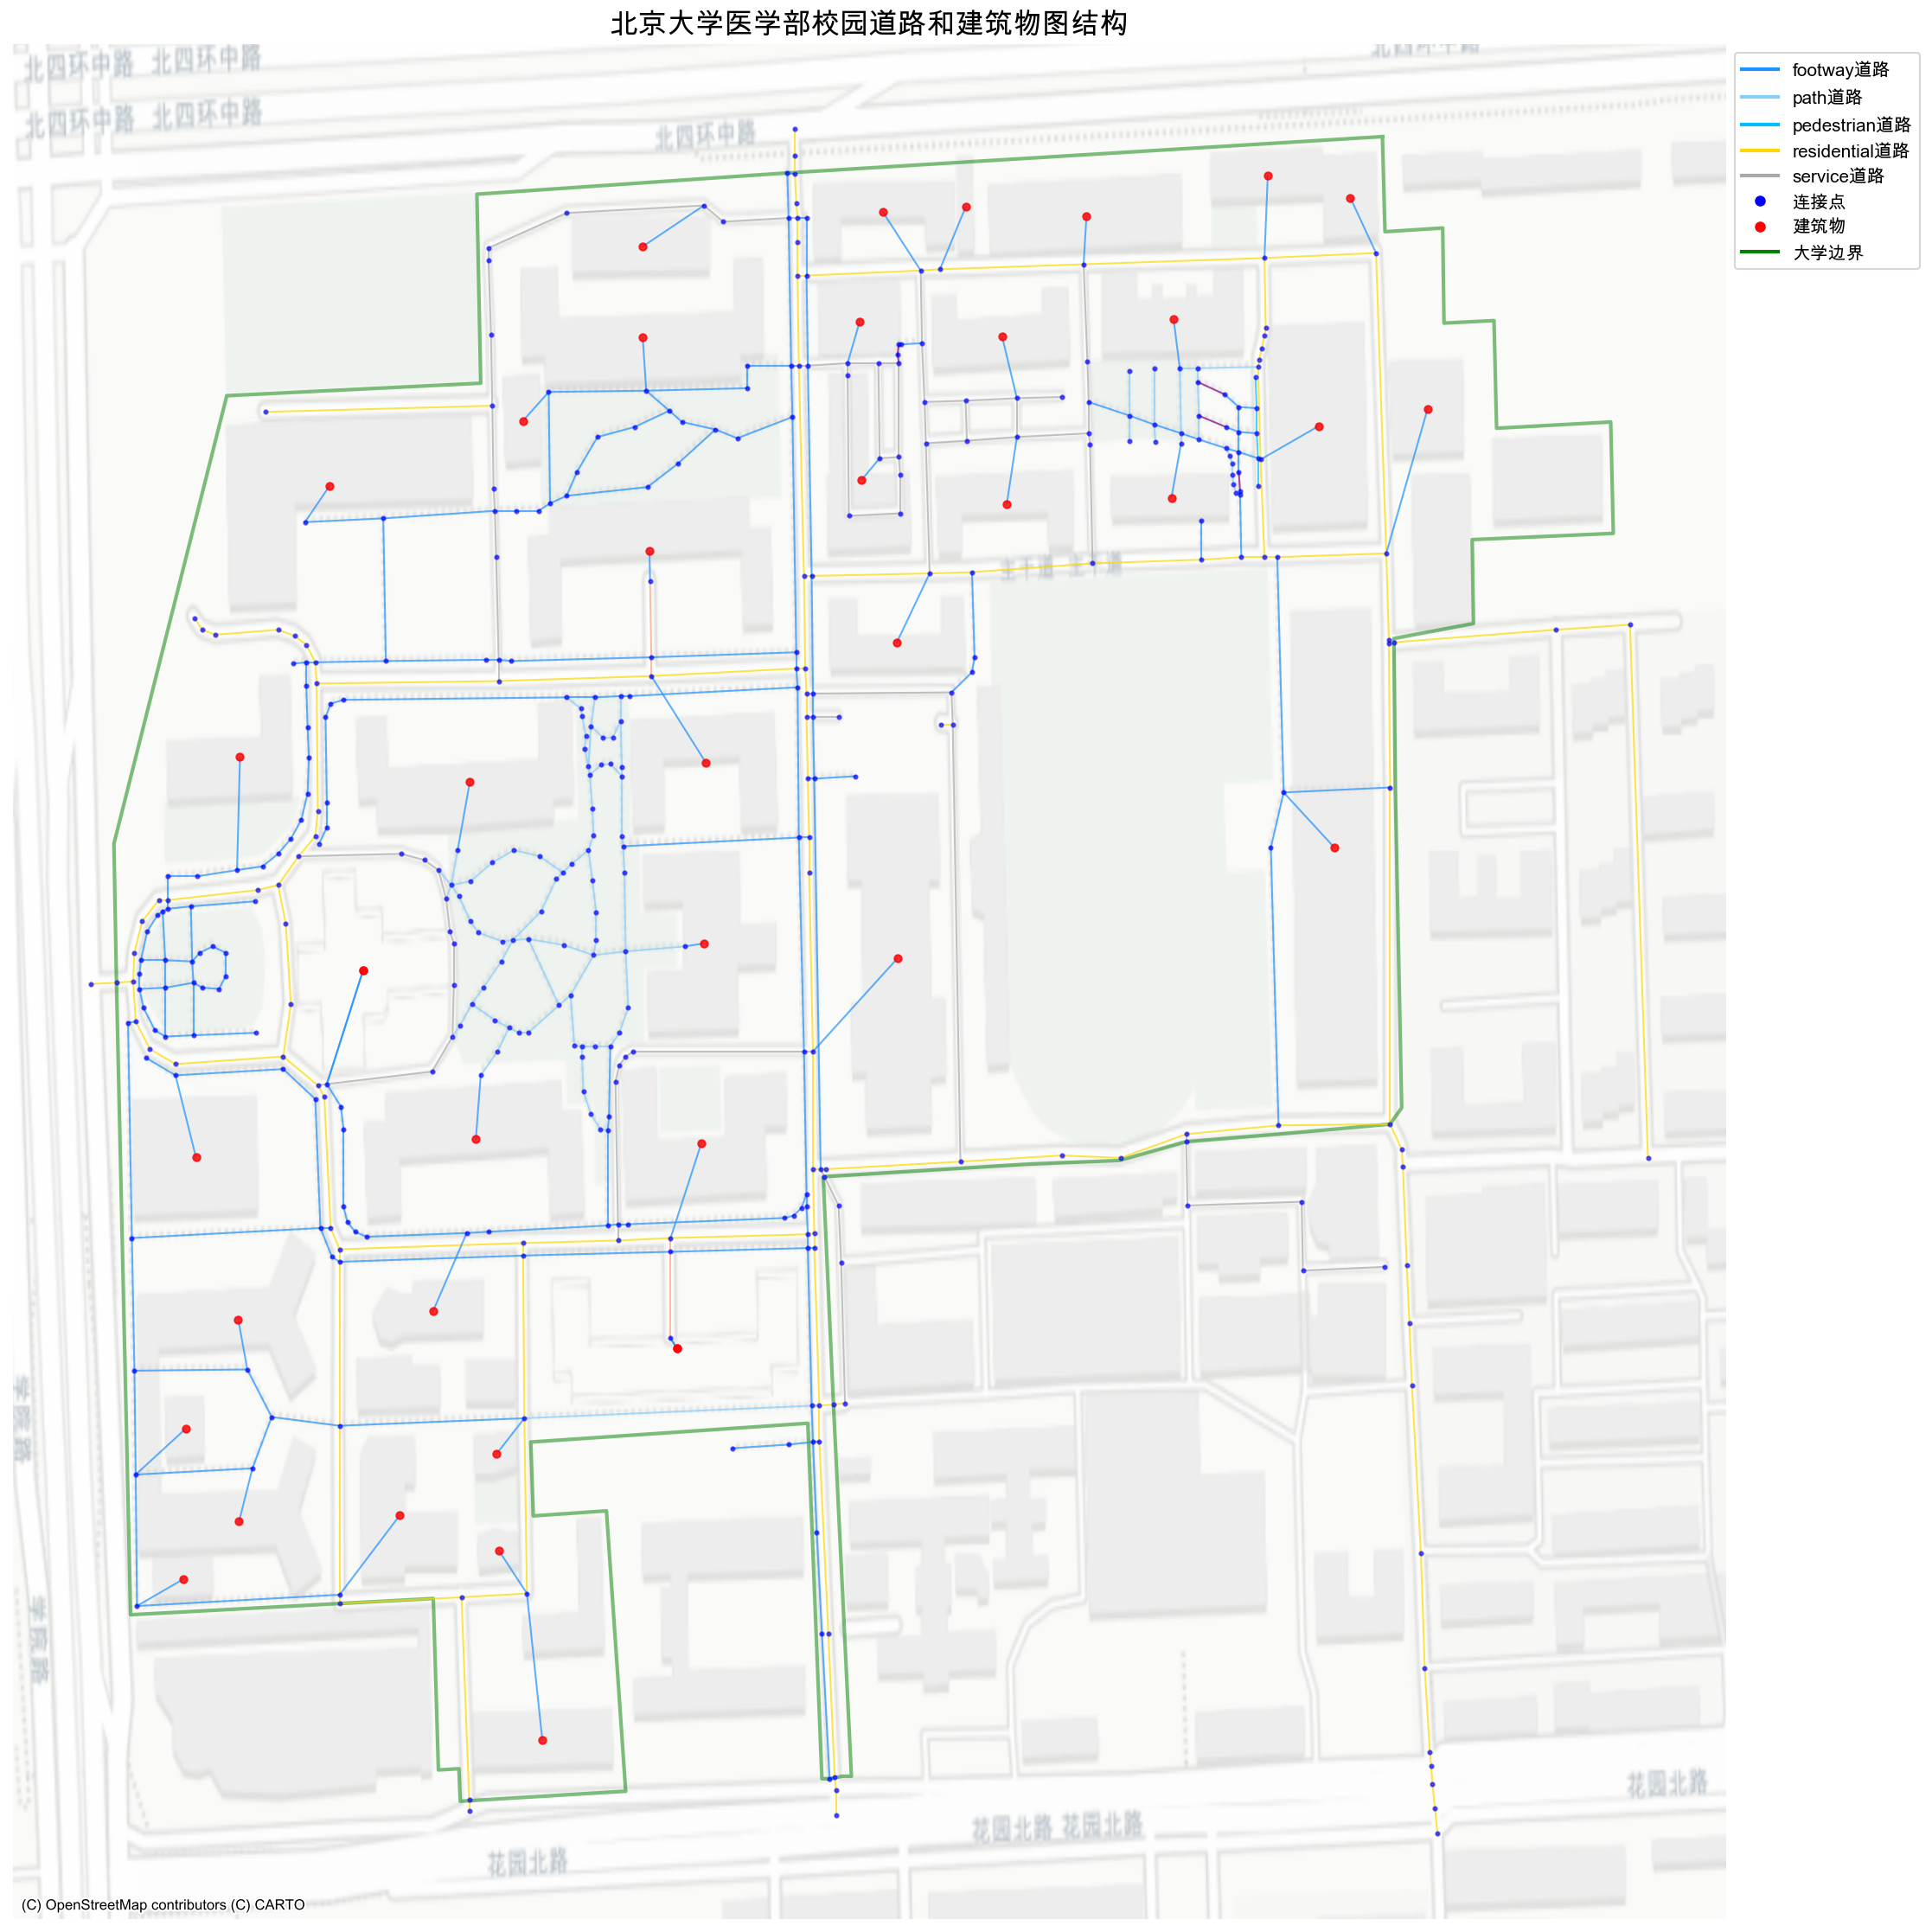 北京大学医学部校园道路和建筑物图结构
北四环中路 北四环中路
北四环中路
北四环中路 北四环中路
北四环中路
footway道路
path道路
pedestrian道路
residential道路
service道路
连接点
建筑物
大学边界
主干道 主干道
学院路
学院路
花园北路
花园北路 花园北路
花园北路
(C) OpenStreetMap contributors (C) CARTO